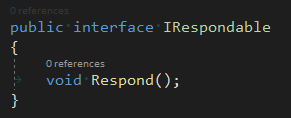 0 references
public interface IRespondable
{
0 references
void Respond();
}